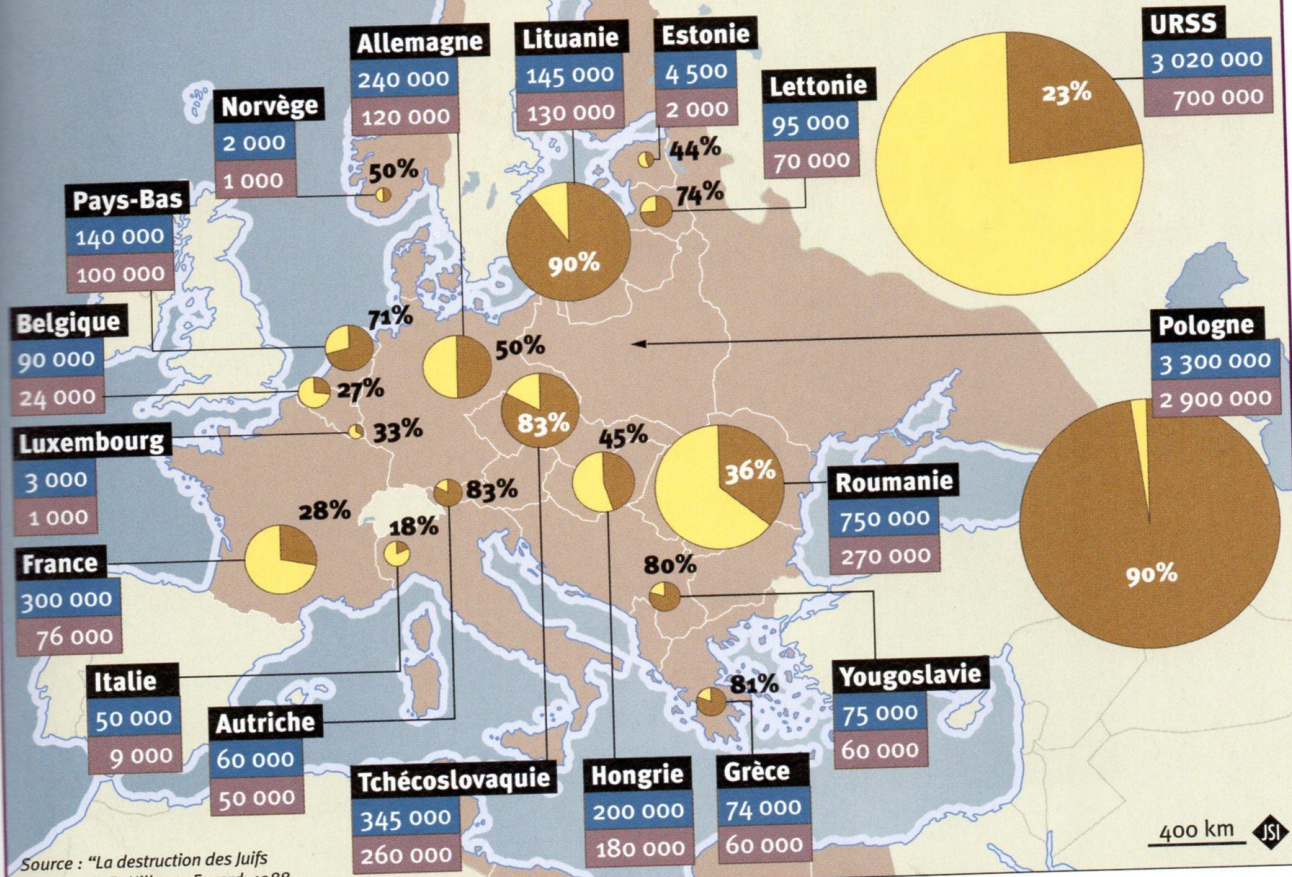 Allemagne
240 000
120 000
Lituanie
145 000
130 000
Estonie
4 500
2 000
Lettonie
95 000
70 000
URSS
3 020 000
700 000
23%
Norvège
2 000
1 000
50%
44%
74%
90%
Pays-Bas
140 000
100 000
71%
Belgique
90 000
24 000
27%
50%
Pologne
3 300 000
2 900 000
90%
Luxembourg
3 000
1 000
33%
83%
45%
36%
Roumanie
750 000
270 000
83%
France
300 000
76 000
28%
18%
80%
Italie
50 000
9 000
Autriche
60 000
50 000
81%
Yougoslavie
75 000
60 000
Tchécoslovaquie
345 000
260 000
Hongrie
200 000
180 000
Grèce
74 000
60 000
400 km
JSI
Source : "La destruction des Juifs